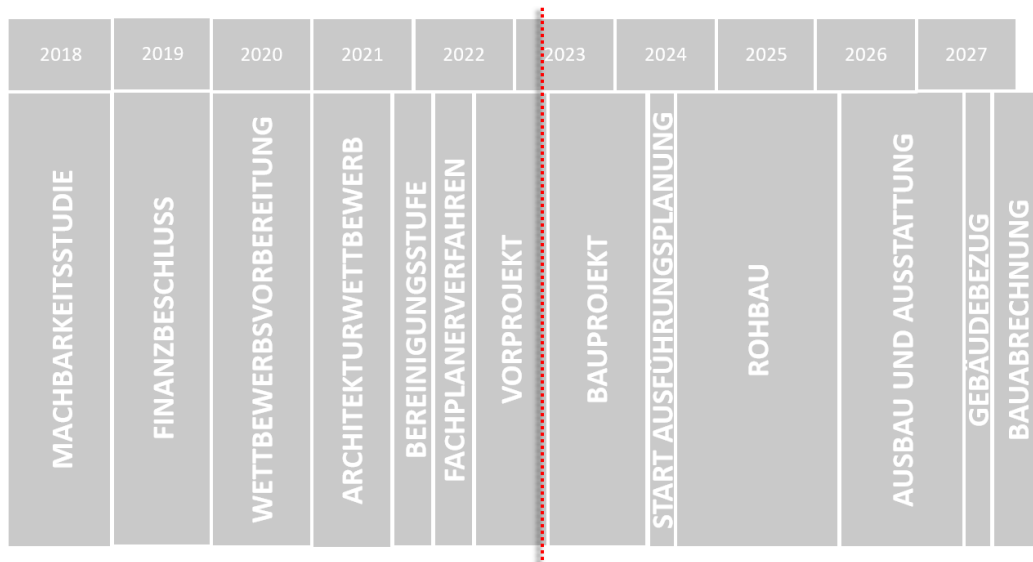 2018
2019
2020
2021
2022
2023
2024
2025
2026
2027
MACHBARKEITSSTUDIE
FINANZBESCHLUSS
WETTBEWERBSVORBEREITUNG
ARCHITEKTURWETTBEWERB
BEREINIGUNGSSTUFE
FACHPLANERVERFAHREN
VORPROJEKT
BAUPROJEKT
START AUSFÜHRUNGSPLANUNG
ROHBAU
AUSBAU UND AUSSTATTUNG
GEBÄUDEBEZUG
BAUABRECHNUNG